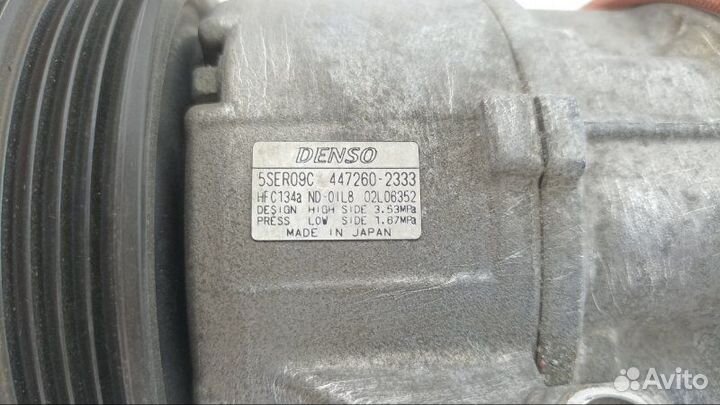 DENSO
5SER09C 447260-2333
HFC134a ND-OIL8 02L06352
DESIGN HIGH SIDE 3.53MPa
PRESS LOW SIDE 1.67MPa
MADE IN JAPAN
Avito